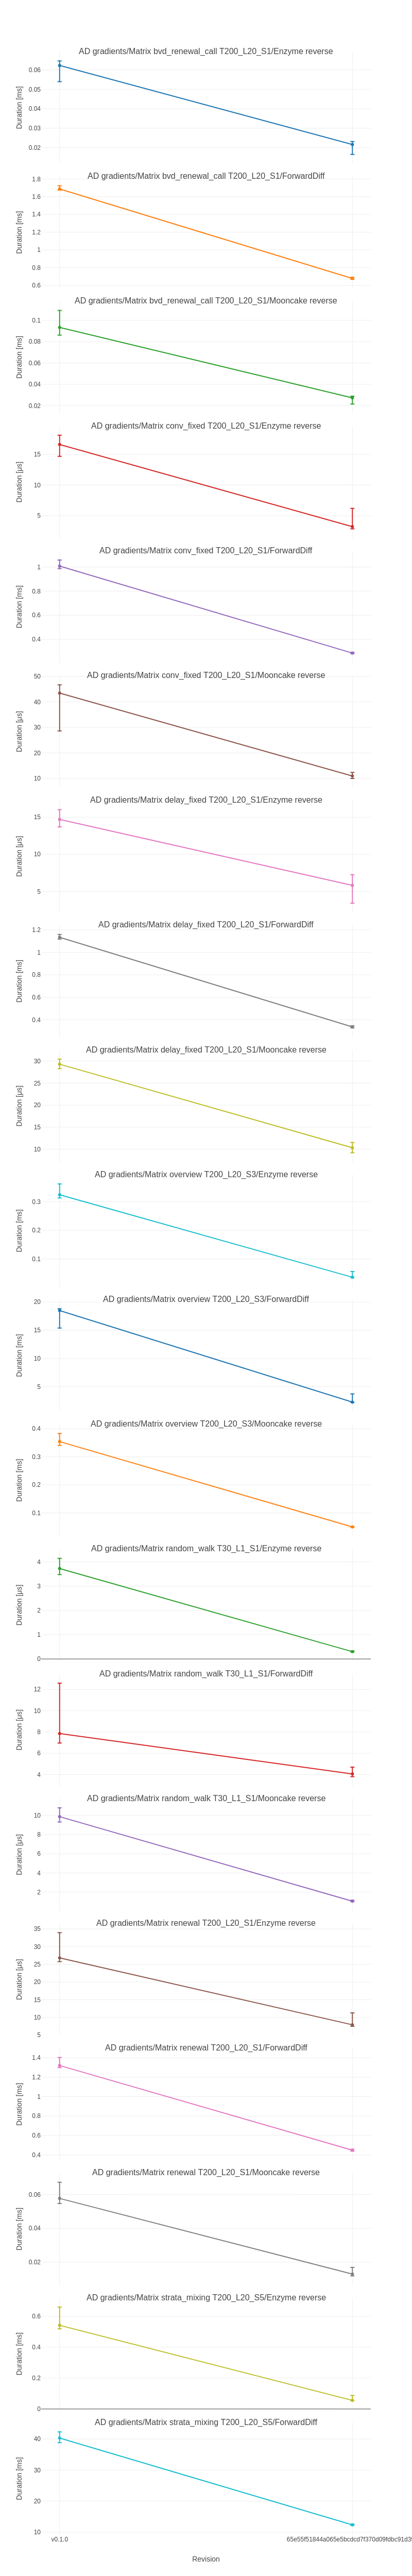 AD gradients/Matrix bvd_renewal_call T200_L20_S1/Enzyme reverse
Duration [ms]
0.06
0.05
0.04
0.03
0.02
AD gradients/Matrix bvd_renewal_call T200_L20_S1/ForwardDiff
Duration [ms]
1.8
1.6
1.4
1.2
1
0.8
0.6
AD gradients/Matrix bvd_renewal_call T200_L20_S1/Mooncake reverse
Duration [ms]
0.1
0.08
0.06
0.04
0.02
AD gradients/Matrix conv_fixed T200_L20_S1/Enzyme reverse
Duration [µs]
15
10
5
AD gradients/Matrix conv_fixed T200_L20_S1/ForwardDiff
Duration [ms]
1
0.8
0.6
0.4
AD gradients/Matrix conv_fixed T200_L20_S1/Mooncake reverse
Duration [µs]
50
40
30
20
10
AD gradients/Matrix delay_fixed T200_L20_S1/Enzyme reverse
Duration [µs]
15
10
5
AD gradients/Matrix delay_fixed T200_L20_S1/ForwardDiff
Duration [ms]
1.2
1
0.8
0.6
0.4
AD gradients/Matrix delay_fixed T200_L20_S1/Mooncake reverse
Duration [µs]
30
25
20
15
10
AD gradients/Matrix overview T200_L20_S3/Enzyme reverse
Duration [ms]
0.3
0.2
0.1
AD gradients/Matrix overview T200_L20_S3/ForwardDiff
Duration [ms]
20
15
10
5
AD gradients/Matrix overview T200_L20_S3/Mooncake reverse
Duration [ms]
0.4
0.3
0.2
0.1
AD gradients/Matrix random_walk T30_L1_S1/Enzyme reverse
Duration [µs]
4
3
2
1
0
AD gradients/Matrix random_walk T30_L1_S1/ForwardDiff
Duration [µs]
12
10
8
6
4
AD gradients/Matrix random_walk T30_L1_S1/Mooncake reverse
Duration [µs]
10
8
6
4
2
AD gradients/Matrix renewal T200_L20_S1/Enzyme reverse
Duration [µs]
35
30
25
20
15
10
5
AD gradients/Matrix renewal T200_L20_S1/ForwardDiff
Duration [ms]
1.4
1.2
1
0.8
0.6
0.4
AD gradients/Matrix renewal T200_L20_S1/Mooncake reverse
Duration [ms]
0.06
0.04
0.02
AD gradients/Matrix strata_mixing T200_L20_S5/Enzyme reverse
Duration [ms]
0.6
0.4
0.2
0
AD gradients/Matrix strata_mixing T200_L20_S5/ForwardDiff
Duration [ms]
40
30
20
10
v0.1.0
Revision